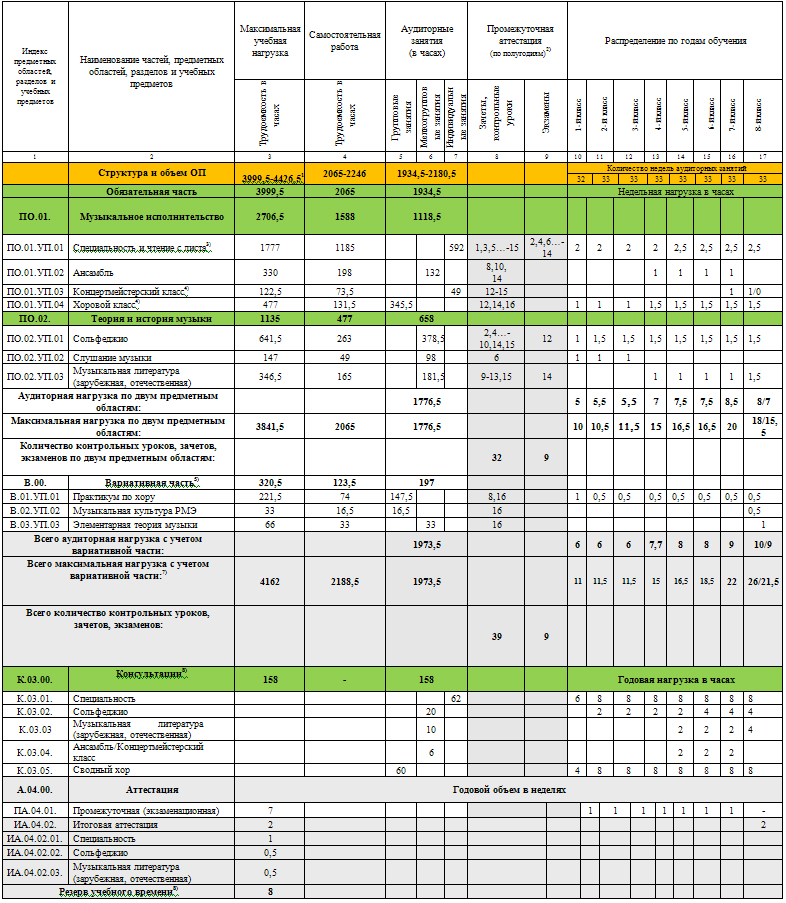 Индекс предметных областей, разделов и учебных предметов
Наименование частей, предметных областей, разделов и учебных предметов
Максимальная учебная нагрузка
Самостоятельная работа
Аудиторные занятия (в часах)
Промежуточная аттестация (по полугодиям)2)
Распределение по годам обучения
Трудоемкость в часах
Трудоемкость в часах
Групповые занятия
Мелкогрупповые занятия
Индивидуальные занятия
Зачеты, контрольные уроки
Экзамены
1-й класс
2-й класс
3-й класс
4-й класс
5-й класс
6-й класс
7-й класс
8-й класс
1 2 3 4 5 6 7 8 9 10 11 12 13 14 15 16 17
Структура и объем ОП 3999,5-4426,51 2065-2246 1934,5-2180,5 Количество недель аудиторных занятий
32 33 33 33 33 33 33 33
Обязательная часть 3999,5 2065 1934,5 Недельная нагрузка в часах
ПО.01. Музыкальное исполнительство 2706,5 1588 1118,5
ПО.01.УП.01 Специальность и чтение с листа3) 1777 1185 592 1,3,5…-15 2,4,6…-14 2 2 2 2 2,5 2,5 2,5 2,5
ПО.01.УП.02 Ансамбль 330 198 132 8,10,14 1 1 1 1
ПО.01.УП.03 Концертмейстерский класс4) 122,5 73,5 49 12-15 1 1/0
ПО.01.УП.04 Хоровой класс4) 477 131,5 345,5 12,14,16 1 1 1 1,5 1,5 1,5 1,5 1,5
ПО.02. Теория и история музыки 1135 477 658
ПО.02.УП.01 Сольфеджио 641,5 263 378,5 2,4…-10,14,15 12 1 1,5 1,5 1,5 1,5 1,5 1,5 1,5
ПО.02.УП.02 Слушание музыки 147 49 98 6 1 1 1
ПО.02.УП.03 Музыкальная литература (зарубежная, отечественная) 346,5 165 181,5 9-13,15 14 1 1 1 1 1,5
Аудиторная нагрузка по двум предметным областям: 1776,5 5 5,5 5,5 7 7,5 7,5 8,5 8/7
Максимальная нагрузка по двум предметным областям: 3841,5 2065 1776,5 10 10,5 11,5 15 16,5 16,5 20 18/15,5
Количество контрольных уроков, зачетов, экзаменов по двум предметным областям: 32 9
В.00. Вариативная часть5) 320,5 123,5 197
В.01.УП.01 Практикум по хору 221,5 74 147,5 8,16 1 0,5 0,5 0,5 0,5 0,5 0,5 0,5
В.02.УП.02 Музыкальная культура РМЭ 33 16,5 16,5 16 0,5
В.03.УП.03 Элементарная теория музыки 66 33 33 16 1
Всего аудиторная нагрузка с учетом вариативной части: 1973,5 6 6 6 7,7 8 8 9 10/9
Всего максимальная нагрузка с учетом вариативной части:7) 4162 2188,5 1973,5 11 11,5 11,5 15 16,5 18,5 22 26/21,5
Всего количество контрольных уроков, зачетов, экзаменов: 39 9
К.03.00. Консультации8) 158 - 158 Годовая нагрузка в часах
К.03.01. Специальность 62 6 8 8 8 8 8 8 8
К.03.02. Сольфеджио 20 2 2 2 2 4 4 4
К.03.03 Музыкальная литература (зарубежная, отечественная) 10 2 2 2 4
К.03.04. Ансамбль/Концертмейстерский класс 6 2 2 2
К.03.05. Сводный хор 60 4 8 8 8 8 8 8 8
А.04.00. Аттестация Годовой объем в неделях
ПА.04.01. Промежуточная (экзаменационная) 7 1 1 1 1 1 1 1 -
ИА.04.02. Итоговая аттестация 2 2
ИА.04.02.01. Специальность 1
ИА.04.02.02. Сольфеджио 0,5
ИА.04.02.03. Музыкальная литература (зарубежная, отечественная) 0,5
Резерв учебного времени8) 8